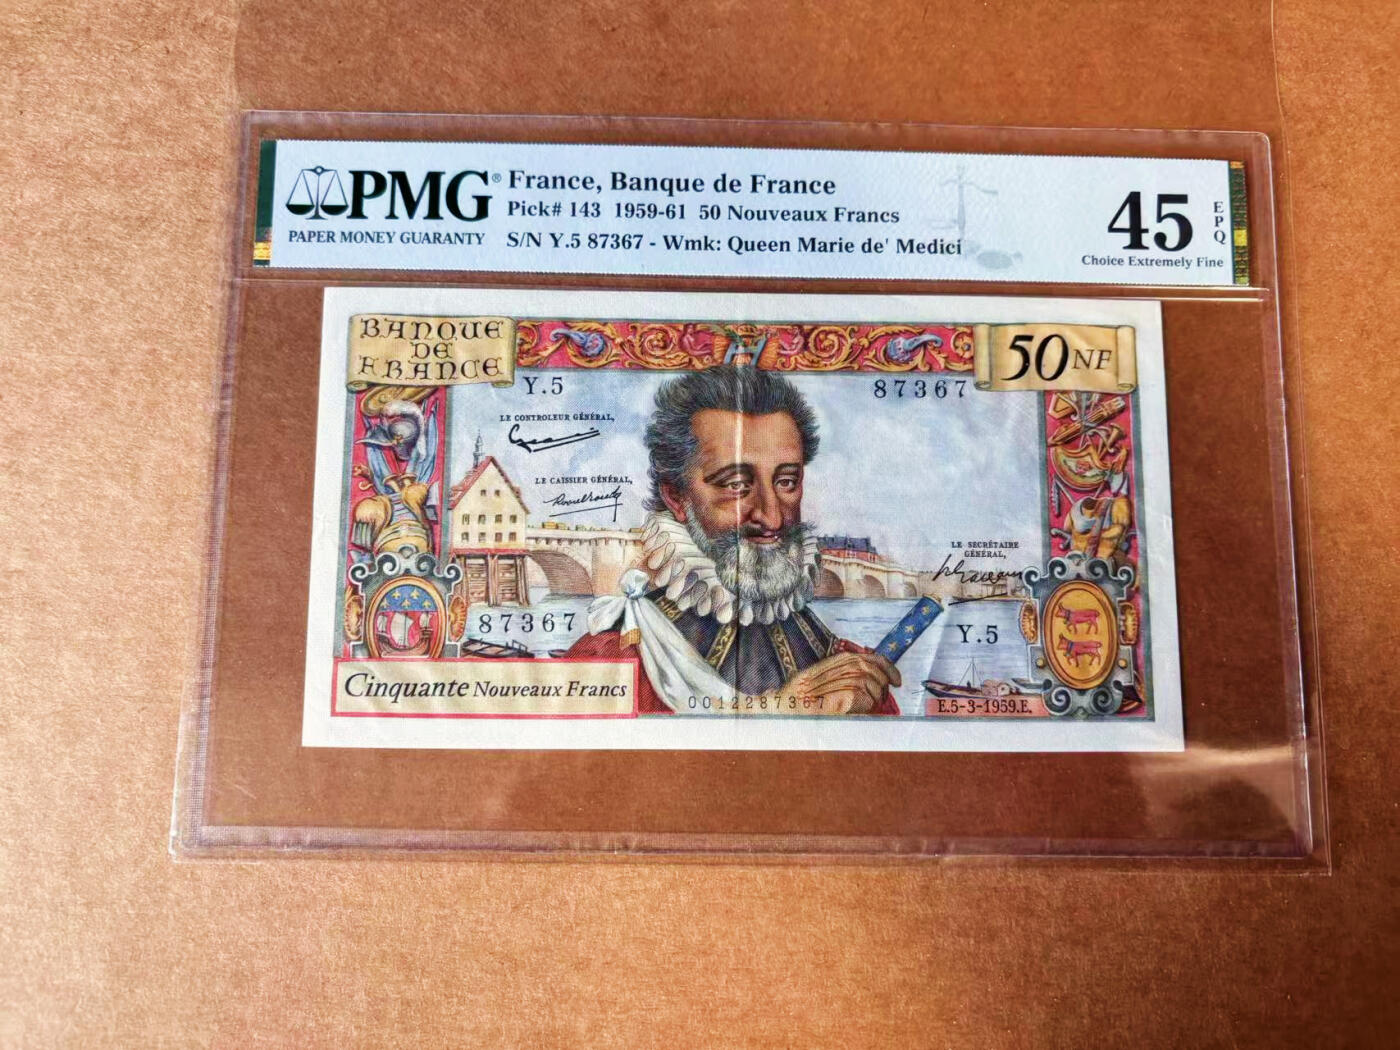 PMG®
PAPER MONEY GUARANTY
France, Banque de France
Pick# 143 1959-61 50 Nouveaux Francs
S/N Y.5 87367 - Wmk: Queen Marie de' Medici
45
EPQ
Choice Extremely Fine
BANQUE
DE
FRANCE
50 NF
Y.5
87367
LE CONTROLEUR GÉNÉRAL,
LE CAISSIER GÉNÉRAL,
LE SECRÉTAIRE
GÉNÉRAL,
87367
Y.5
Cinquante Nouveaux Francs
0012287367
E.5-3-1959.E.